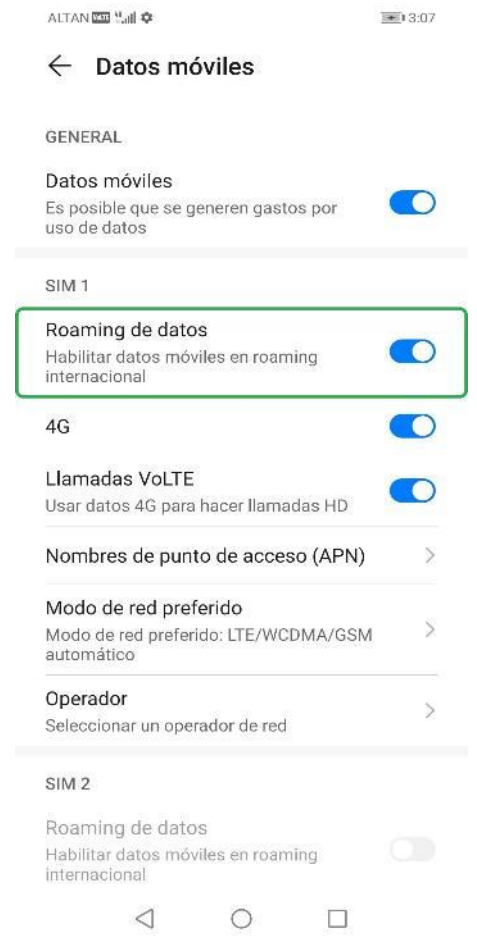 ALTAN VoLTE 3:07
Datos móviles
GENERAL
Datos móviles
Es posible que se generen gastos por
uso de datos
SIM 1
Roaming de datos
Habilitar datos móviles en roaming
internacional
4G
Llamadas VoLTE
Usar datos 4G para hacer llamadas HD
Nombres de punto de acceso (APN)
Modo de red preferido
Modo de red preferido: LTE/WCDMA/GSM
automático
Operador
Seleccionar un operador de red
SIM 2
Roaming de datos
Habilitar datos móviles en roaming
internacional